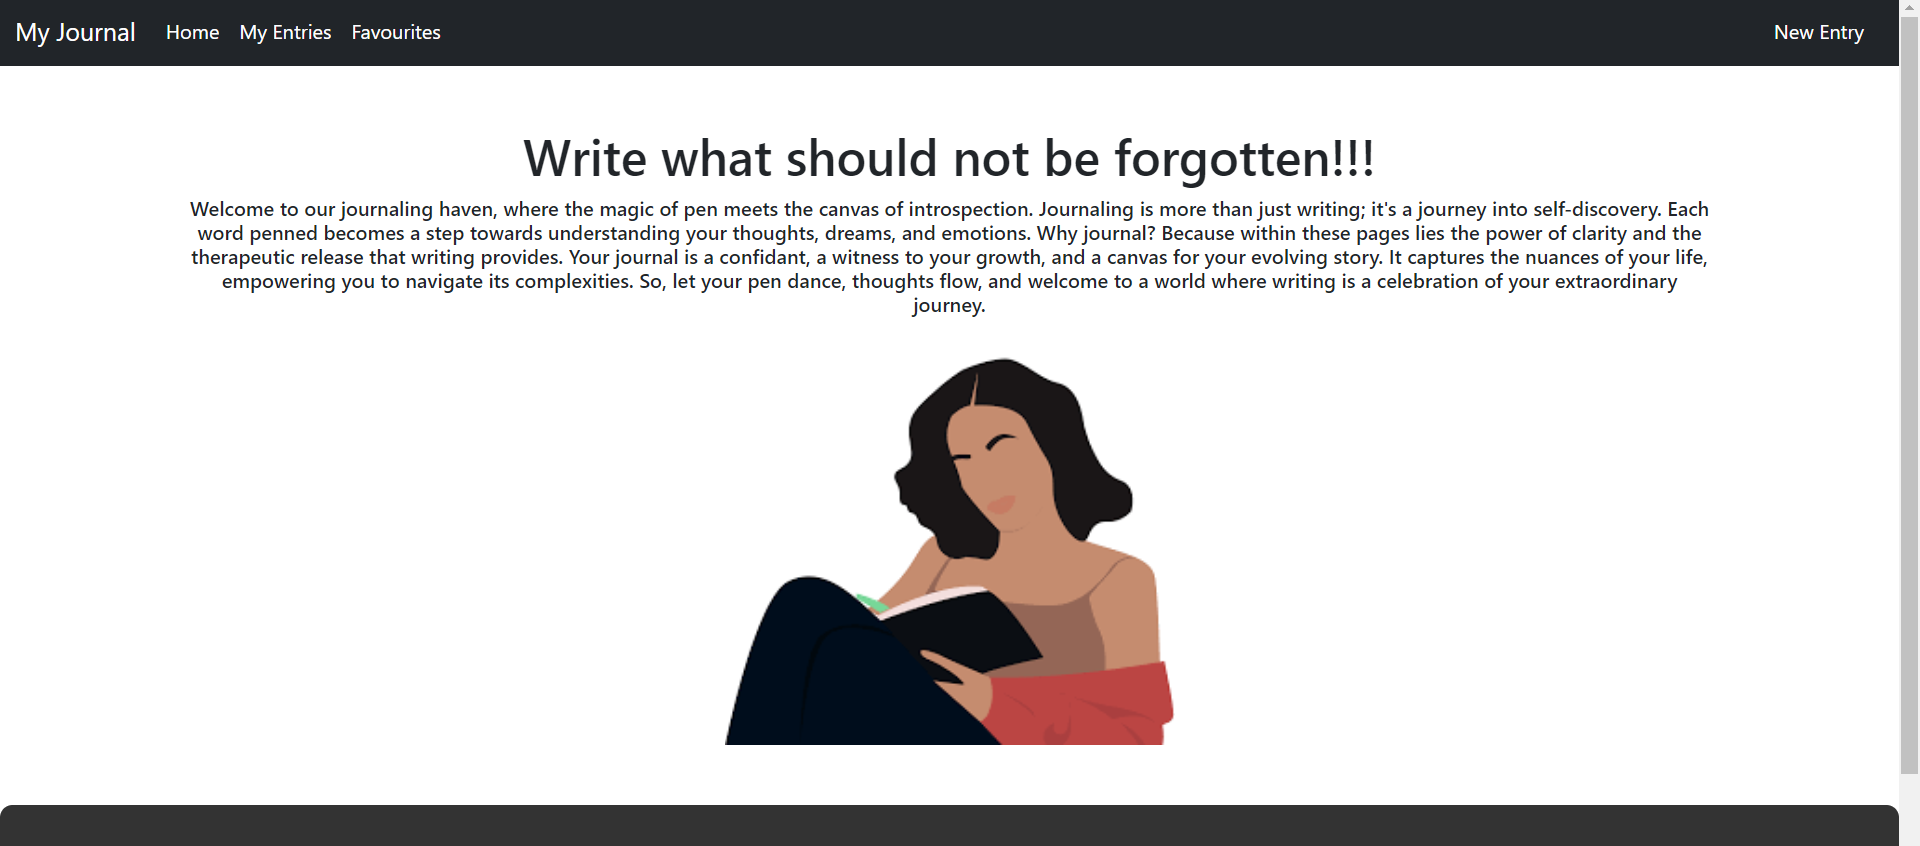 My Journal Home My Entries Favourites New Entry
Write what should not be forgotten!!!
Welcome to our journaling haven, where the magic of pen meets the canvas of introspection. Journaling is more than just writing; it's a journey into self-discovery. Each
word penned becomes a step towards understanding your thoughts, dreams, and emotions. Why journal? Because within these pages lies the power of clarity and the
therapeutic release that writing provides. Your journal is a confidant, a witness to your growth, and a canvas for your evolving story. It captures the nuances of your life,
empowering you to navigate its complexities. So, let your pen dance, thoughts flow, and welcome to a world where writing is a celebration of your extraordinary
journey.